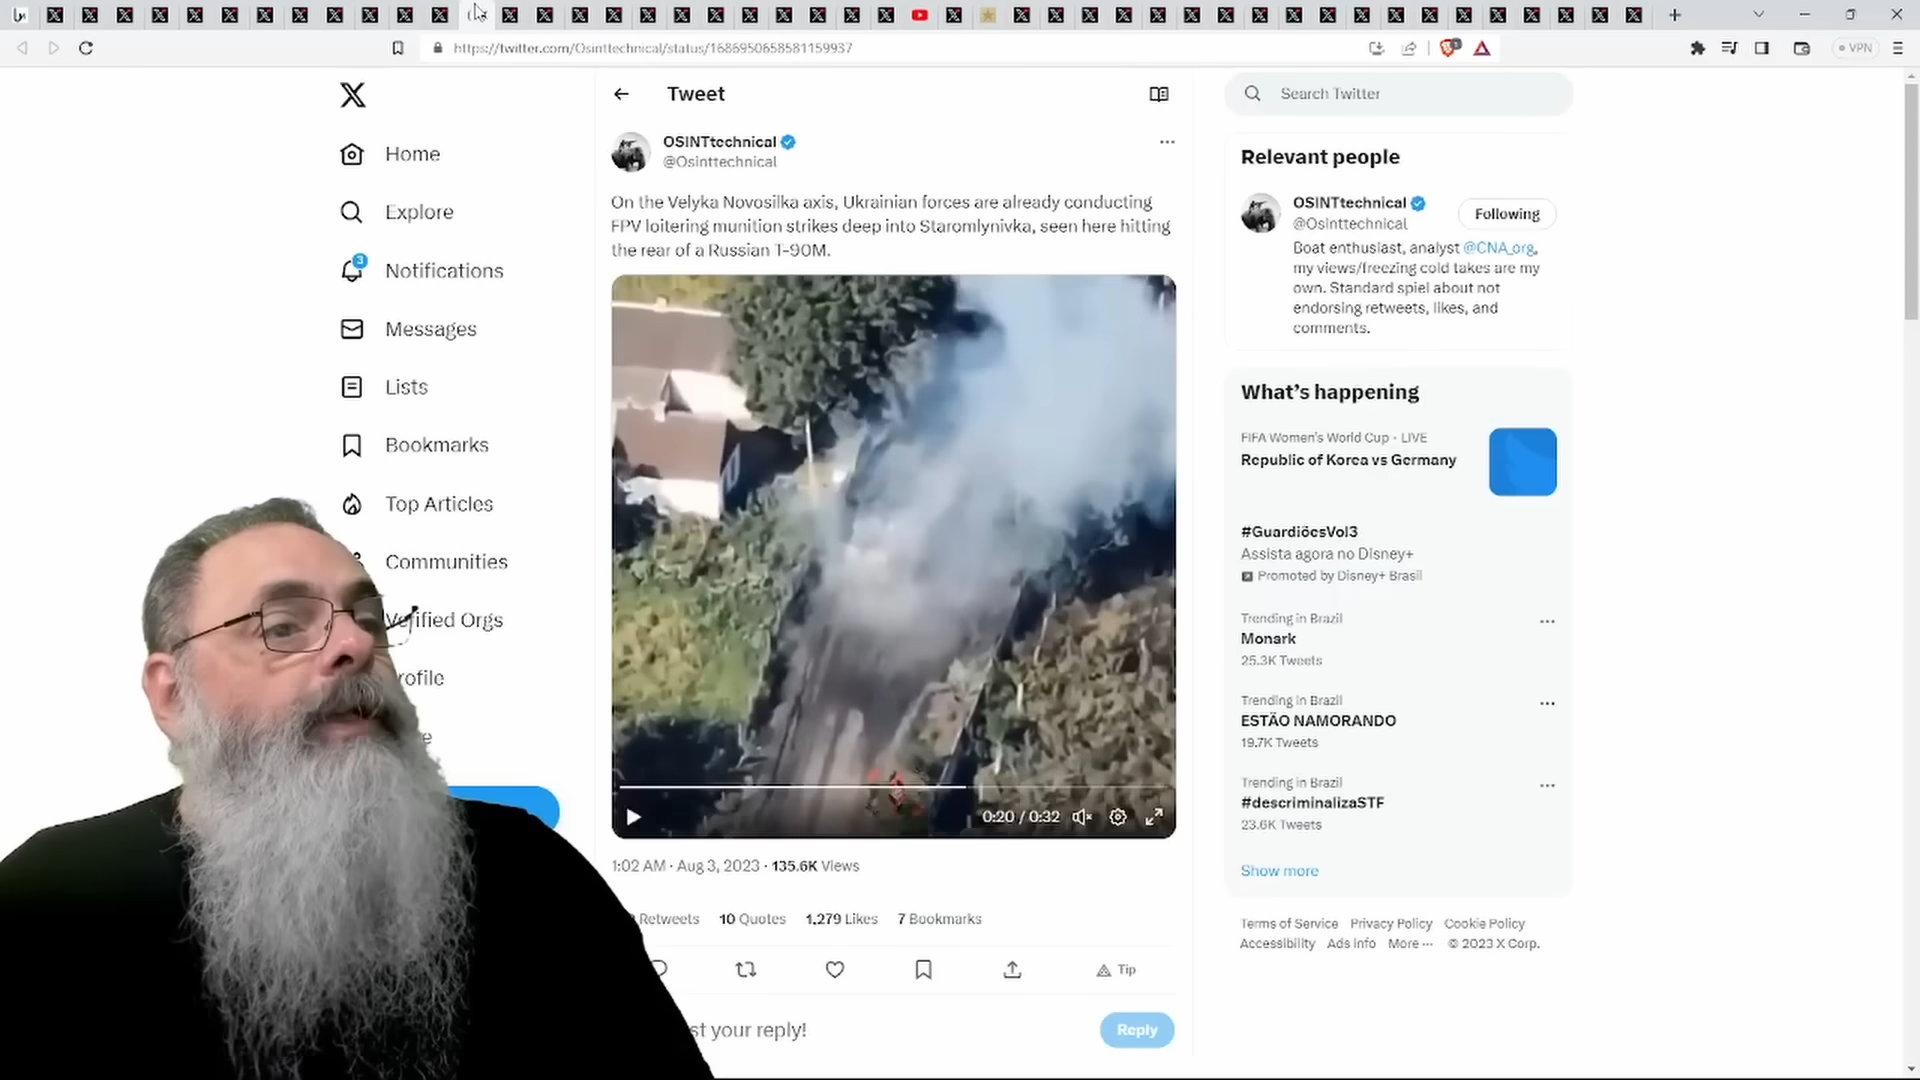 https://twitter.com/Osinttechnical/status/1686950658581159937
VPN
Tweet
Search Twitter
Home
Explore
3
Notifications
Messages
Lists
Bookmarks
Top Articles
Communities
Verified Orgs
rofile
OSINTtechnical
@Osinttechnical
On the Velyka Novosilka axis, Ukrainian forces are already conducting
FPV loitering munition strikes deep into Staromlynivka, seen here hitting
the rear of a Russian T-90M.
0:20 / 0:32
1:02 AM · Aug 3, 2023 · 135.6K Views
Retweets 10 Quotes 1,279 Likes 7 Bookmarks
Tip
st your reply!
Reply
Relevant people
OSINTtechnical
@Osinttechnical
Following
Boat enthusiast, analyst @CNA_org,
my views/freezing cold takes are my
own. Standard spiel about not
endorsing retweets, likes, and
comments.
What's happening
FIFA Women's World Cup · LIVE
Republic of Korea vs Germany
#GuardiõesVol3
Assista agora no Disney+
Promoted by Disney+ Brasil
Trending in Brazil
Monark
25.3K Tweets
Trending in Brazil
ESTÃO NAMORANDO
19.7K Tweets
Trending in Brazil
#descriminalizaSTF
23.6K Tweets
Show more
Terms of Service Privacy Policy Cookie Policy
Accessibility Ads info More ··· © 2023 X Corp.